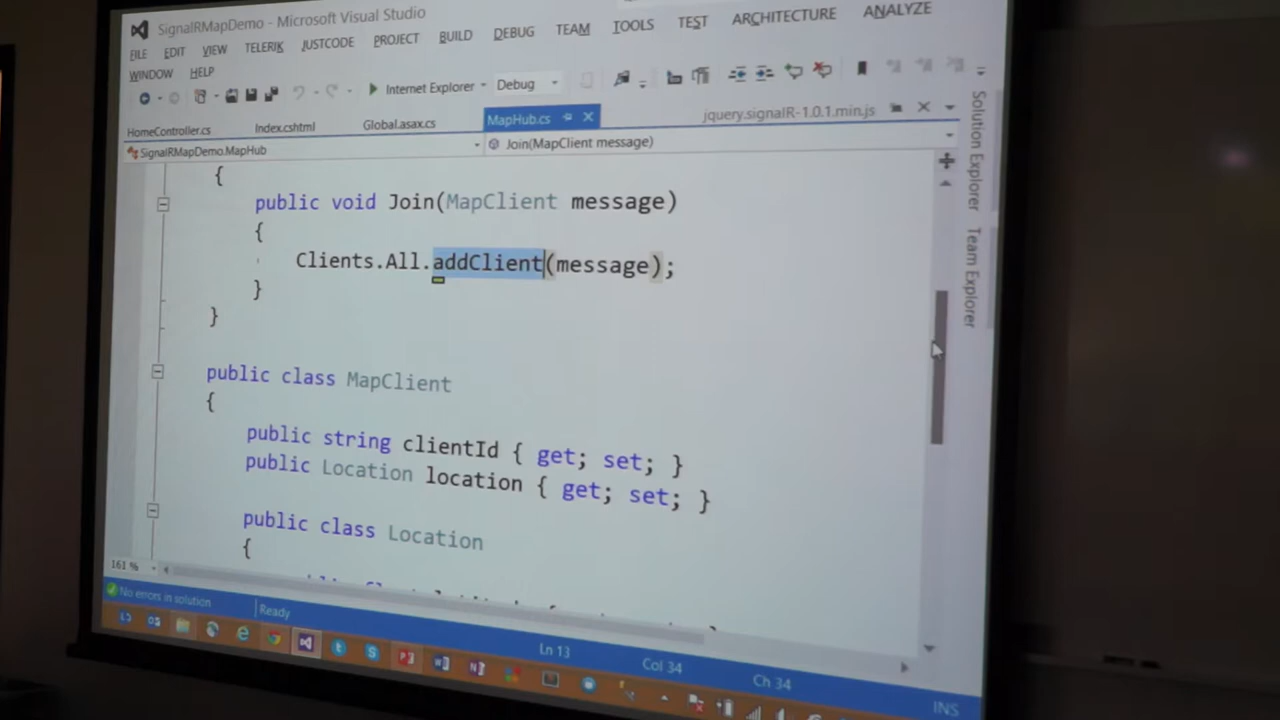 SignalRMapDemo - Microsoft Visual Studio
FILE EDIT VIEW TELERIK JUSTCODE PROJECT BUILD DEBUG TEAM TOOLS TEST ARCHITECTURE ANALYZE
WINDOW HELP
Internet Explorer Debug
HomeController.cs Index.cshtml Global.asax.cs MapHub.cs jquery.signalR-1.0.1.min.js
SignalRMapDemo.MapHub Join(MapClient message)
{
public void Join(MapClient message)
{
Clients.All.addClient(message);
}
}
public class MapClient
{
public string clientId { get; set; }
public Location location { get; set; }
public class Location
{
161 %
No errors in solution Ready Ln 13 Col 34 Ch 34 INS
Solution Explorer
Team Explorer